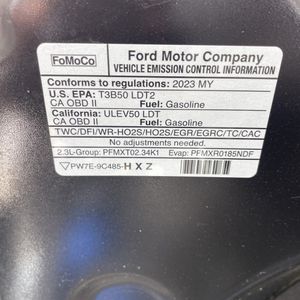 FoMoCo
Ford Motor Company
VEHICLE EMISSION CONTROL INFORMATION
Conforms to regulations: 2023 MY
U.S. EPA: T3B50 LDT2
CA OBD II Fuel: Gasoline
California: ULEV50 LDT
CA OBD II Fuel: Gasoline
TWC/DFI/WR-HO2S/HO2S/EGR/EGRC/TC/CAC
No adjustments needed.
2.3L-Group: PFMXT02.34K1 Evap: PFMXR0185NDF
PW7E-9C485-HXZ